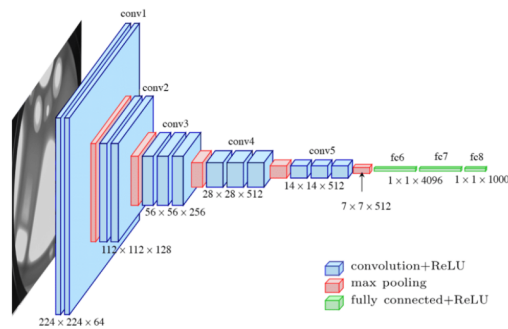 conv1
conv2
conv3
conv4
conv5
fc6
fc7
fc8
1 × 1 × 4096
1 × 1 × 1000
14 × 14 × 512
28 × 28 × 512
7 × 7 × 512
56 × 56 × 256
112 × 112 × 128
224 × 224 × 64
convolution+ReLU
max pooling
fully connected+ReLU